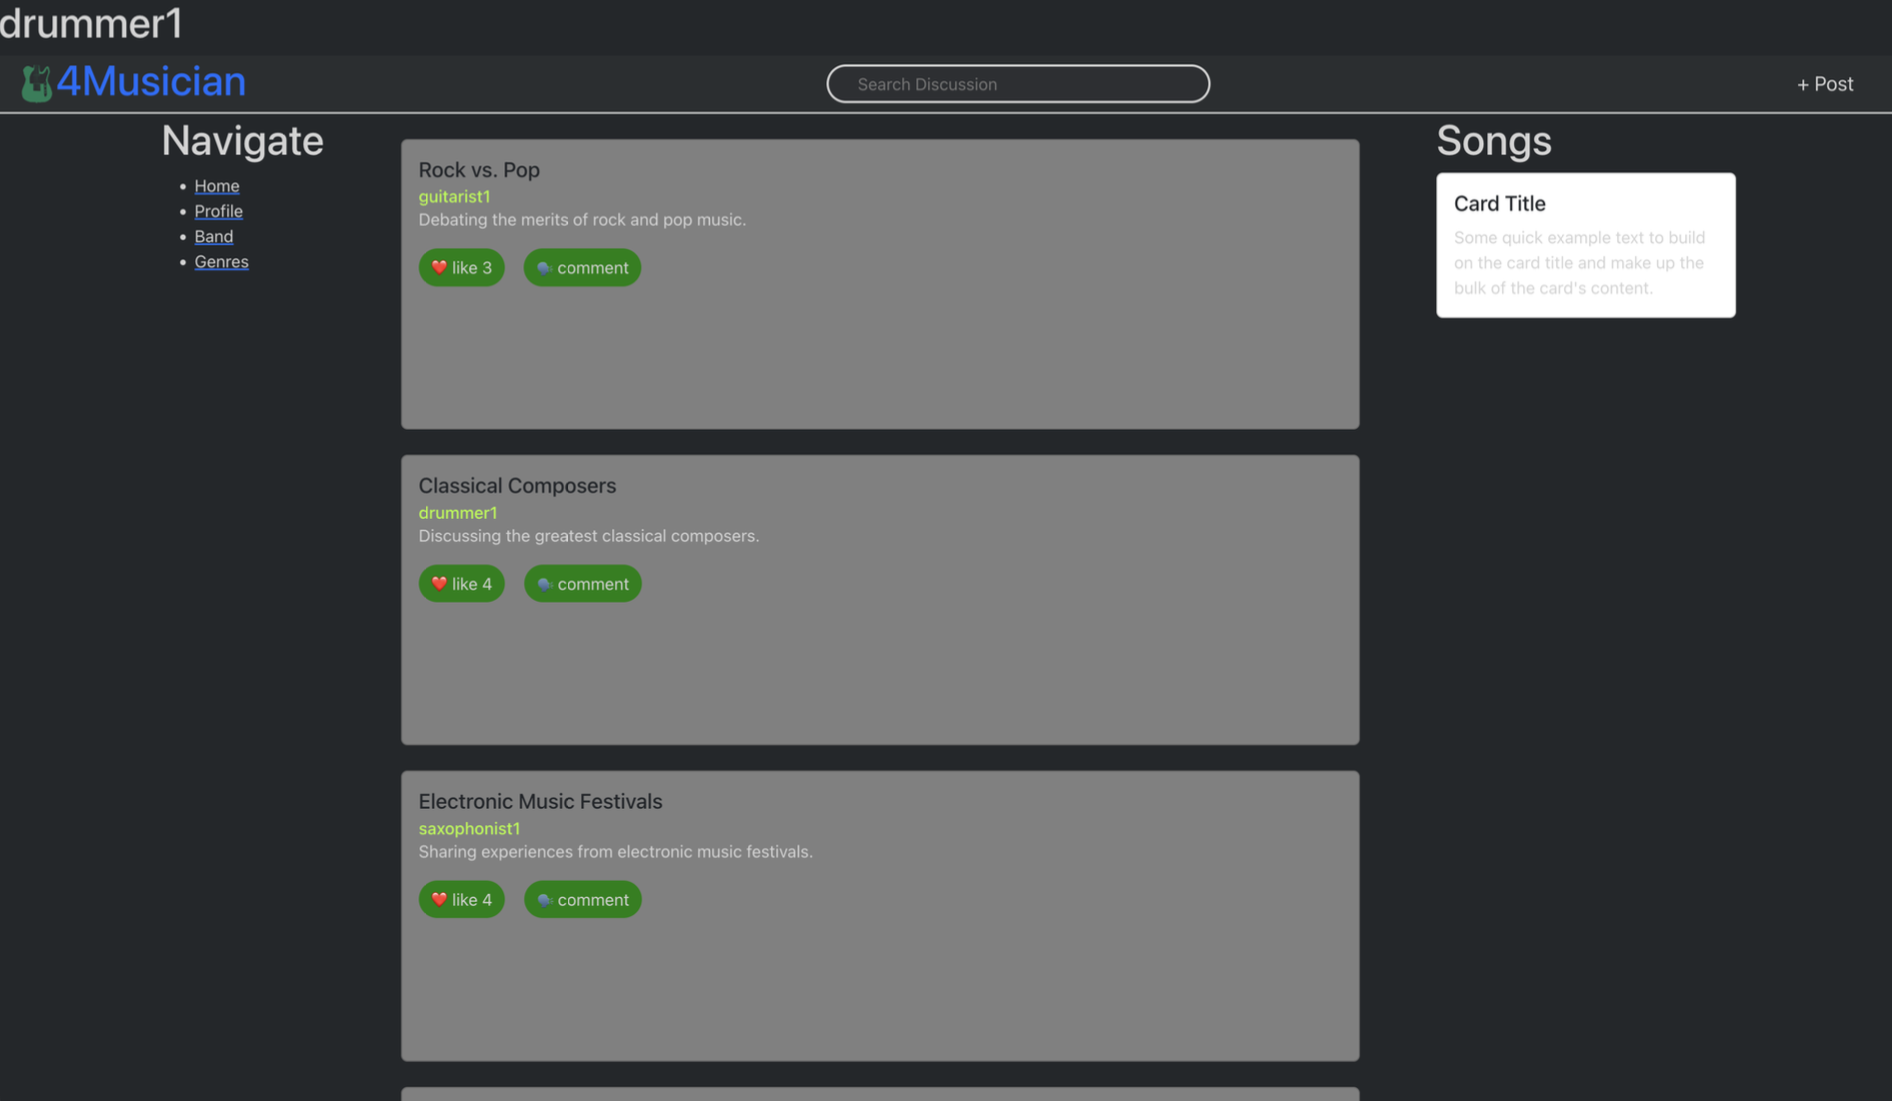 drummer1
4Musician
Search Discussion
+ Post
Navigate
Home
Profile
Band
Genres
Rock vs. Pop
guitarist1
Debating the merits of rock and pop music.
❤️ like 3
🗣️ comment
Classical Composers
drummer1
Discussing the greatest classical composers.
❤️ like 4
🗣️ comment
Electronic Music Festivals
saxophonist1
Sharing experiences from electronic music festivals.
❤️ like 4
🗣️ comment
Songs
Card Title
Some quick example text to build
on the card title and make up the
bulk of the card's content.